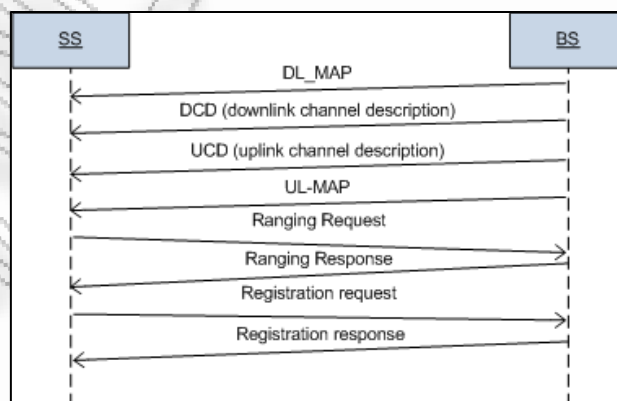 SS
BS
DL_MAP
DCD (downlink channel description)
UCD (uplink channel description)
UL-MAP
Ranging Request
Ranging Response
Registration request
Registration response